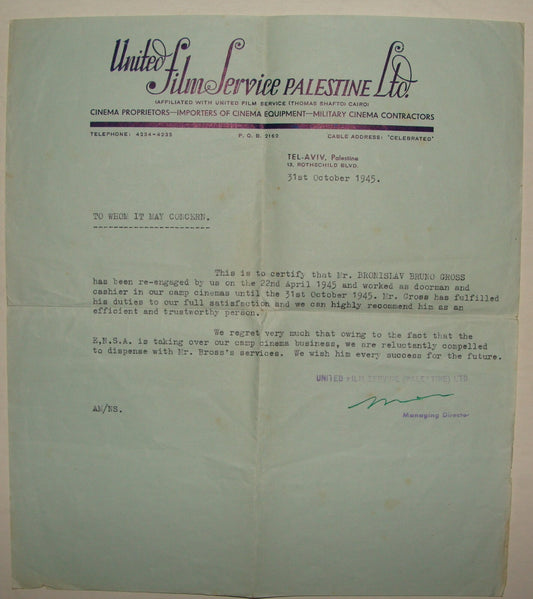 United Film Service PALESTINE Ltd.
(AFFILIATED WITH UNITED FILM SERVICE (THOMAS SHAFTO) CAIRO)
CINEMA PROPRIETORS—IMPORTERS OF CINEMA EQUIPMENT—MILITARY CINEMA CONTRACTORS
TELEPHONE: 4234-4235 P. O. B. 2162 CABLE ADDRESS: "CELEBRATED"
TEL-AVIV, Palestine
13, ROTHSCHILD BLVD.
31st October 1945.
TO WHOM IT MAY CONCERN.
This is to certify that Mr. BRONISLAV BRUNO GROSS
has been re-engaged by us on the 22nd April 1945 and worked as doorman and
cashier in our camp cinemas until the 31st October 1945. Mr. Gross has fulfilled
his duties to our full satisfaction and we can highly recommend him as an
efficient and trustworthy person.
We regret very much that owing to the fact that the
E,N.S.A. is taking over our camp cinema business, we are reluctantly compelled
to dispense with Mr. Bross's services. We wish him every success for the future.
UNITED FILM SERVICE (PALESTINE) LTD
Managing Director
AM/NS.